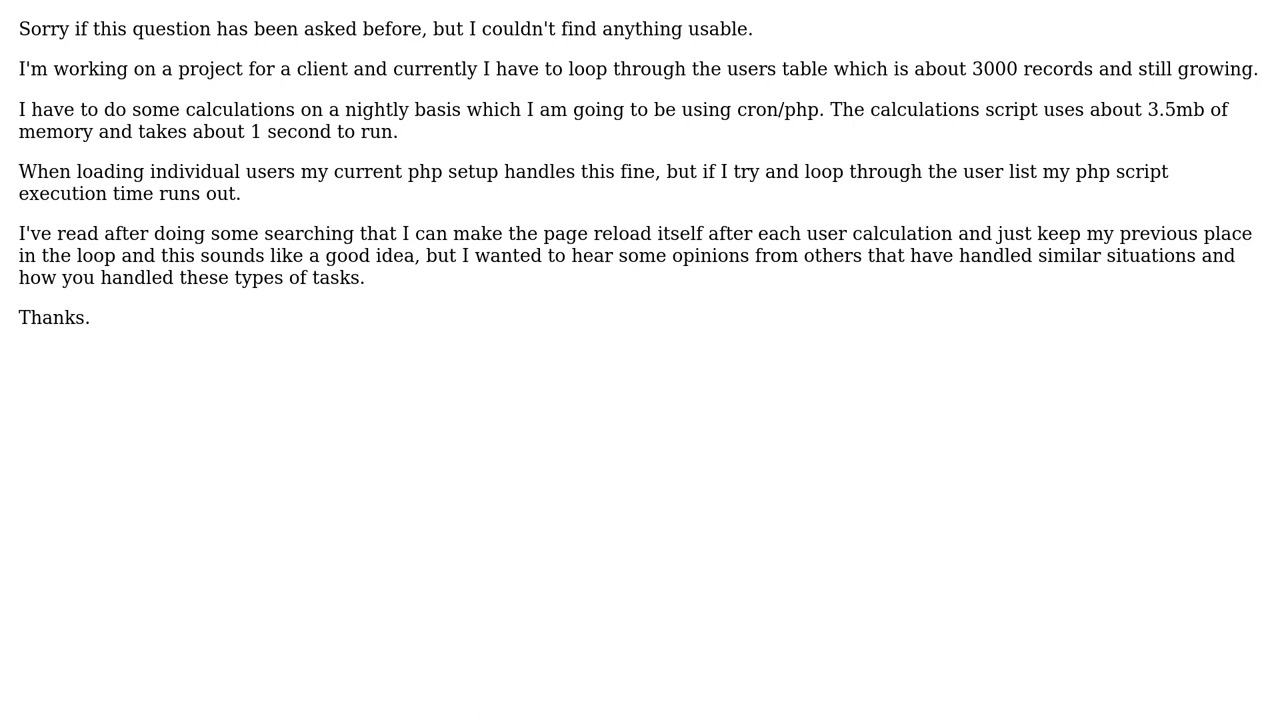 Sorry if this question has been asked before, but I couldn't find anything usable.
I'm working on a project for a client and currently I have to loop through the users table which is about 3000 records and still growing.
I have to do some calculations on a nightly basis which I am going to be using cron/php. The calculations script uses about 3.5mb of
memory and takes about 1 second to run.
When loading individual users my current php setup handles this fine, but if I try and loop through the user list my php script
execution time runs out.
I've read after doing some searching that I can make the page reload itself after each user calculation and just keep my previous place
in the loop and this sounds like a good idea, but I wanted to hear some opinions from others that have handled similar situations and
how you handled these types of tasks.
Thanks.